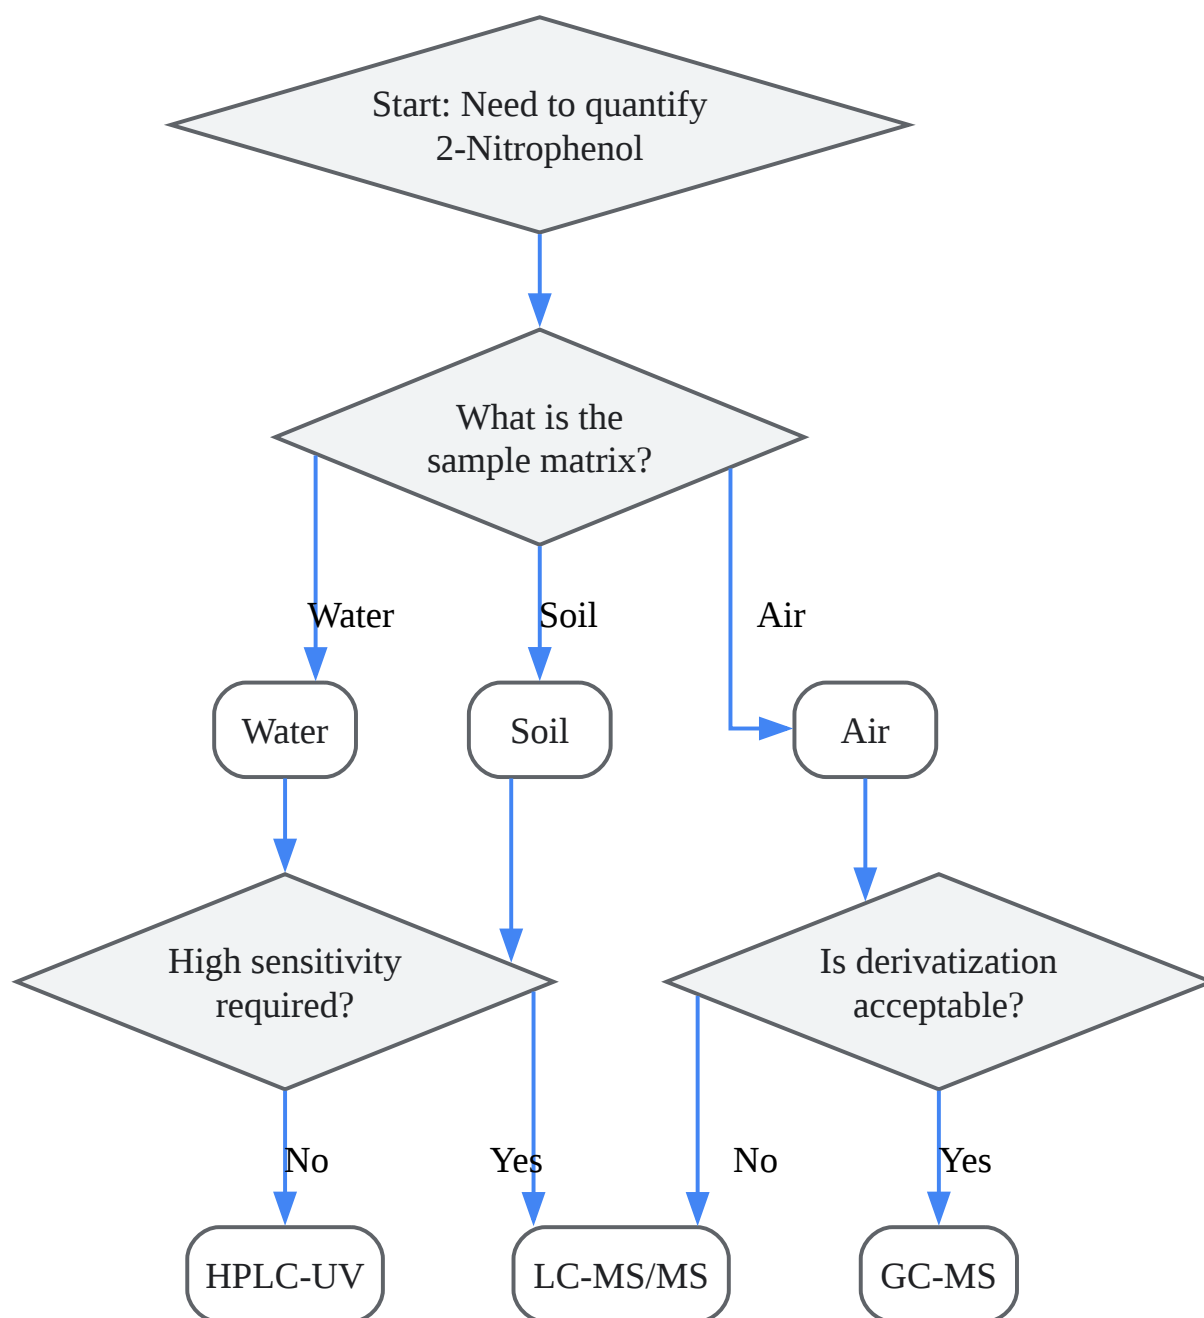 Start: Need to quantify
2-Nitrophenol
What is the
sample matrix?
Water
Soil
Air
Water
Soil
Air
High sensitivity
required?
Is derivatization
acceptable?
No
Yes
No
Yes
HPLC-UV
LC-MS/MS
GC-MS